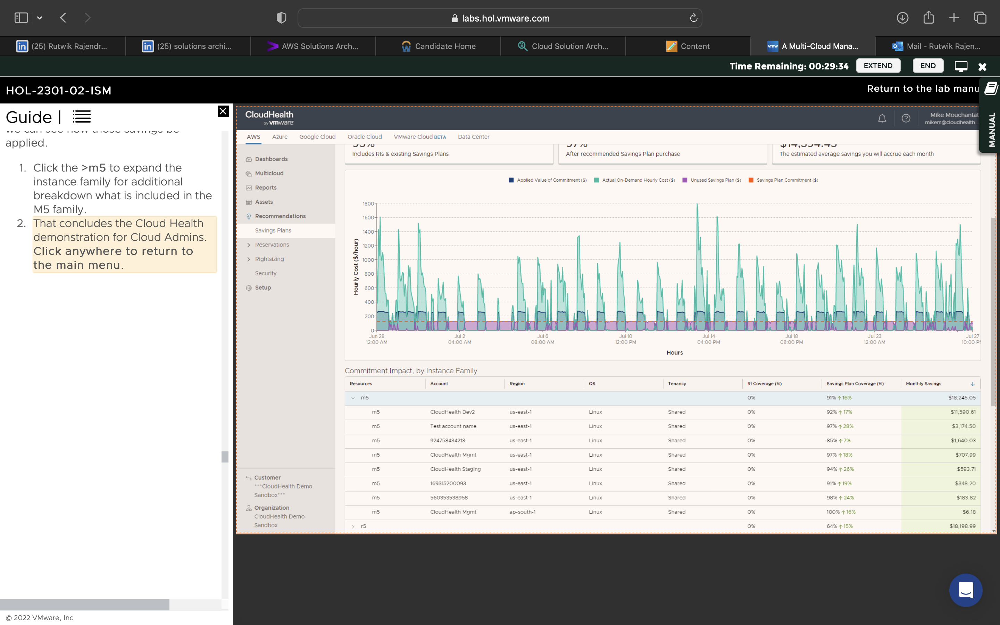 labs.hol.vmware.com
(25) Rutwik Rajendr...
(25) solutions archi...
AWS Solutions Arch...
Candidate Home
Cloud Solution Arch...
Content
vmw
A Multi-Cloud Mana...
Mail - Rutwik Rajen...
Time Remaining: 00:29:34
EXTEND
END
HOL-2301-02-ISM
Return to the lab manu
MANUAL
Guide |
applied.
1. Click the >m5 to expand the
instance family for additional
breakdown what is included in the
M5 family.
2. That concludes the Cloud Health
demonstration for Cloud Admins.
Click anywhere to return to
the main menu.
© 2022 VMware, Inc
CloudHealth
by vmware
Mike Mouchantat
mikem@cloudhealth...
AWS
Azure
Google Cloud
Oracle Cloud
VMware Cloud BETA
Data Center
Dashboards
Multicloud
Reports
Assets
Recommendations
Savings Plans
Reservations
Rightsizing
Security
Setup
Customer
***CloudHealth Demo
Sandbox***
Organization
CloudHealth Demo
Sandbox
Includes RIs & existing Savings Plans
After recommended Savings Plan purchase
The estimated average savings you will accrue each month
Applied Value of Commitment ($)
Actual On-Demand Hourly Cost ($)
Unused Savings Plan ($)
Savings Plan Commitment ($)
Hourly Cost ($/hour)
1800
1600
1400
1200
1000
800
600
400
200
0
Jun 28
12:00 AM
Jul 2
04:00 AM
Jul 6
08:00 AM
Jul 10
12:00 PM
Jul 14
04:00 PM
Jul 18
08:00 PM
Jul 23
12:00 AM
Jul 27
10:00 PM
Hours
Commitment Impact, by Instance Family
Resources Account Region OS Tenancy RI Coverage (%) Savings Plan Coverage (%) Monthly Savings ↓
m5 0% 91% ↑ 16% $18,245.05
m5 CloudHealth Dev2 us-east-1 Linux Shared 0% 92% ↑ 17% $11,590.61
m5 Test account name us-east-1 Linux Shared 0% 97% ↑ 28% $3,174.50
m5 924758434213 us-east-1 Linux Shared 0% 85% ↑ 7% $1,640.03
m5 CloudHealth Mgmt us-east-1 Linux Shared 0% 97% ↑ 18% $707.99
m5 CloudHealth Staging us-east-1 Linux Shared 0% 94% ↑ 26% $593.71
m5 169315200093 us-east-1 Linux Shared 0% 91% ↑ 19% $348.20
m5 560353538958 us-east-1 Linux Shared 0% 98% ↑ 24% $183.82
m5 CloudHealth Mgmt ap-south-1 Linux Shared 0% 100% ↑ 16% $6.18
r5 0% 64% ↑ 15% $18,198.99